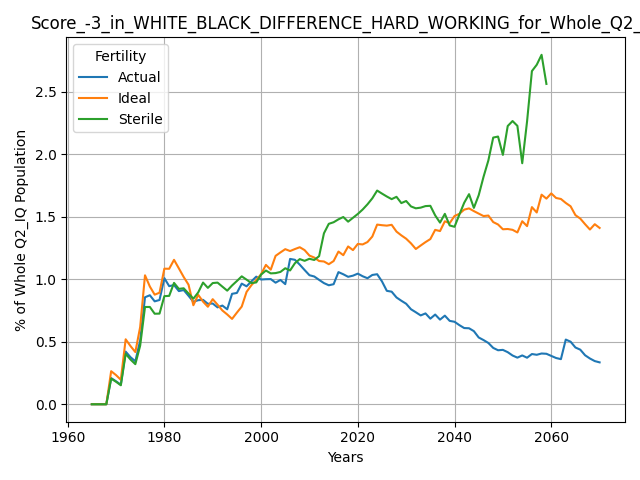 Score_-3_in_WHITE_BLACK_DIFFERENCE_HARD_WORKING_for_Whole_Q2_
Fertility
Actual
Ideal
Sterile
% of Whole Q2_IQ Population
2.5
2.0
1.5
1.0
0.5
0.0
1960 1980 2000 2020 2040 2060
Years